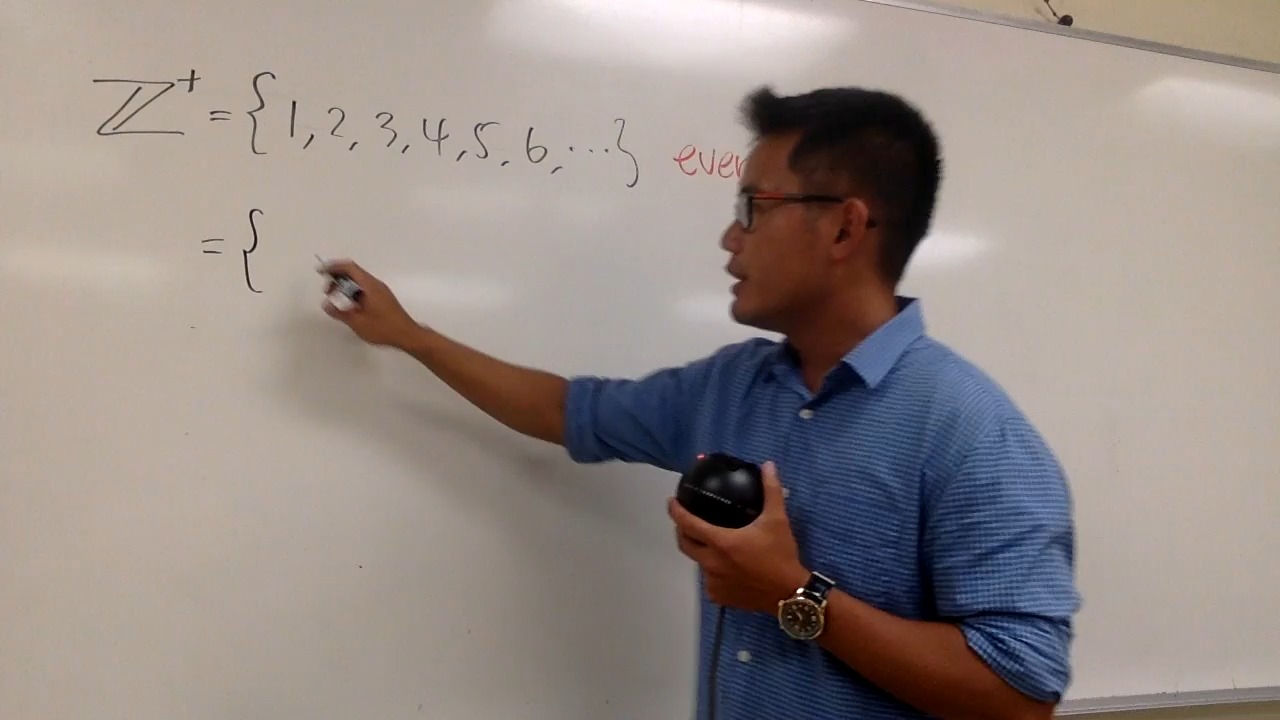 ℤ⁺ = {1, 2, 3, 4, 5, 6, ...} ever
= {